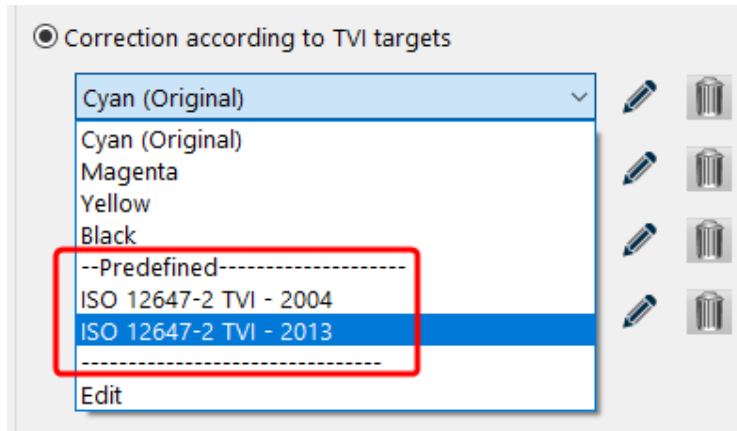 Correction according to TVI targets
Cyan (Original)
Cyan (Original)
Magenta
Yellow
Black
--Predefined--------------------
ISO 12647-2 TVI - 2004
ISO 12647-2 TVI - 2013
--------------------------------
Edit